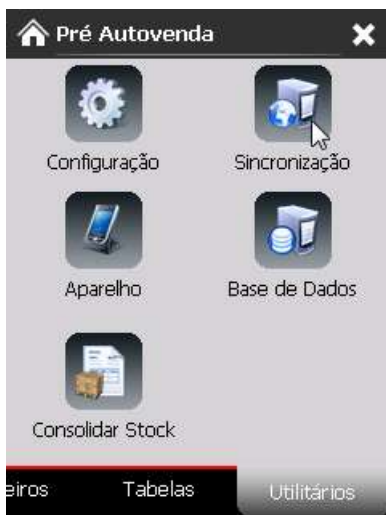 Pré Autovenda
Configuração Sincronização
Aparelho Base de Dados
Consolidar Stock
eiros Tabelas Utilitários